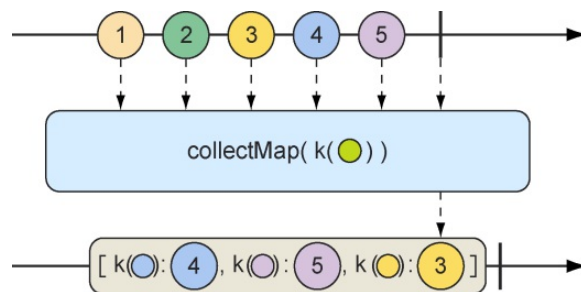 1 2 3 4 5
collectMap( k( ) )
[ k( ): 4, k( ): 5, k( ): 3 ]